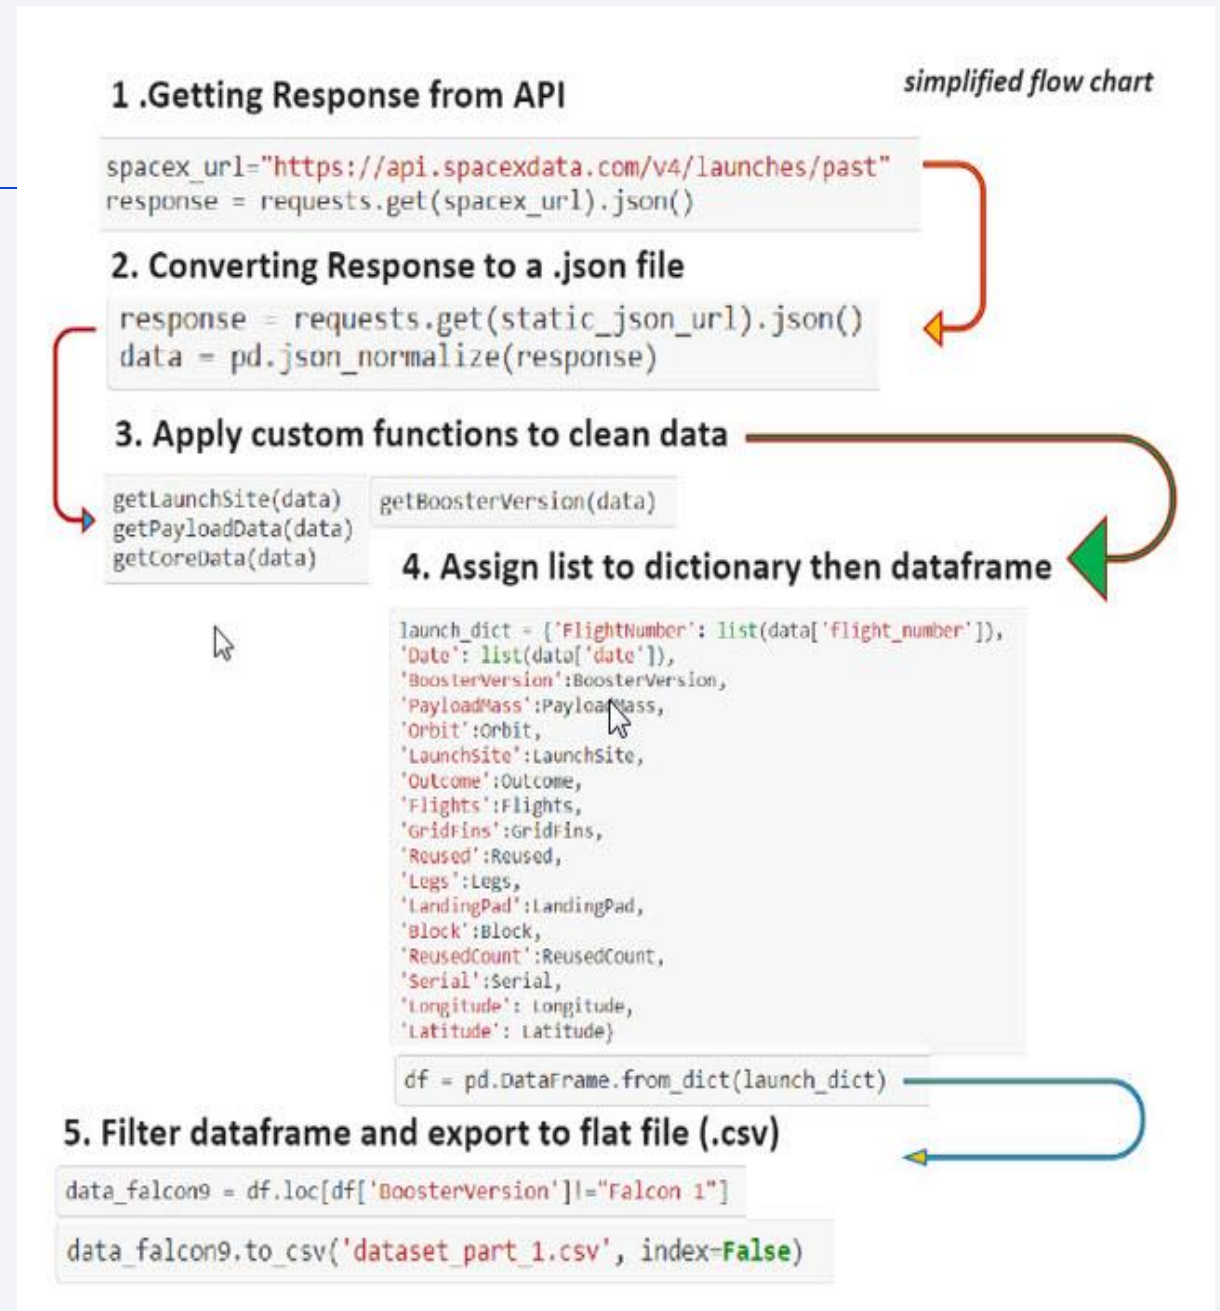 simplified flow chart
1 .Getting Response from API
spacex_url="https://api.spacexdata.com/v4/launches/past"
response = requests.get(spacex_url).json()
2. Converting Response to a .json file
response = requests.get(static_json_url).json()
data = pd.json_normalize(response)
3. Apply custom functions to clean data
getLaunchSite(data)
getPayloadData(data)
getCoreData(data)
getBoosterVersion(data)
4. Assign list to dictionary then dataframe
launch_dict = {'FlightNumber': list(data['flight_number']),
'Date': list(data['date']),
'BoosterVersion':BoosterVersion,
'PayloadMass':PayloadMass,
'Orbit':Orbit,
'LaunchSite':LaunchSite,
'Outcome':Outcome,
'Flights':Flights,
'GridFins':GridFins,
'Reused':Reused,
'Legs':Legs,
'LandingPad':LandingPad,
'Block':Block,
'ReusedCount':ReusedCount,
'Serial':Serial,
'Longitude': Longitude,
'Latitude': Latitude}
df = pd.DataFrame.from_dict(launch_dict)
5. Filter dataframe and export to flat file (.csv)
data_falcon9 = df.loc[df['BoosterVersion']!="Falcon 1"]
data_falcon9.to_csv('dataset_part_1.csv', index=False)